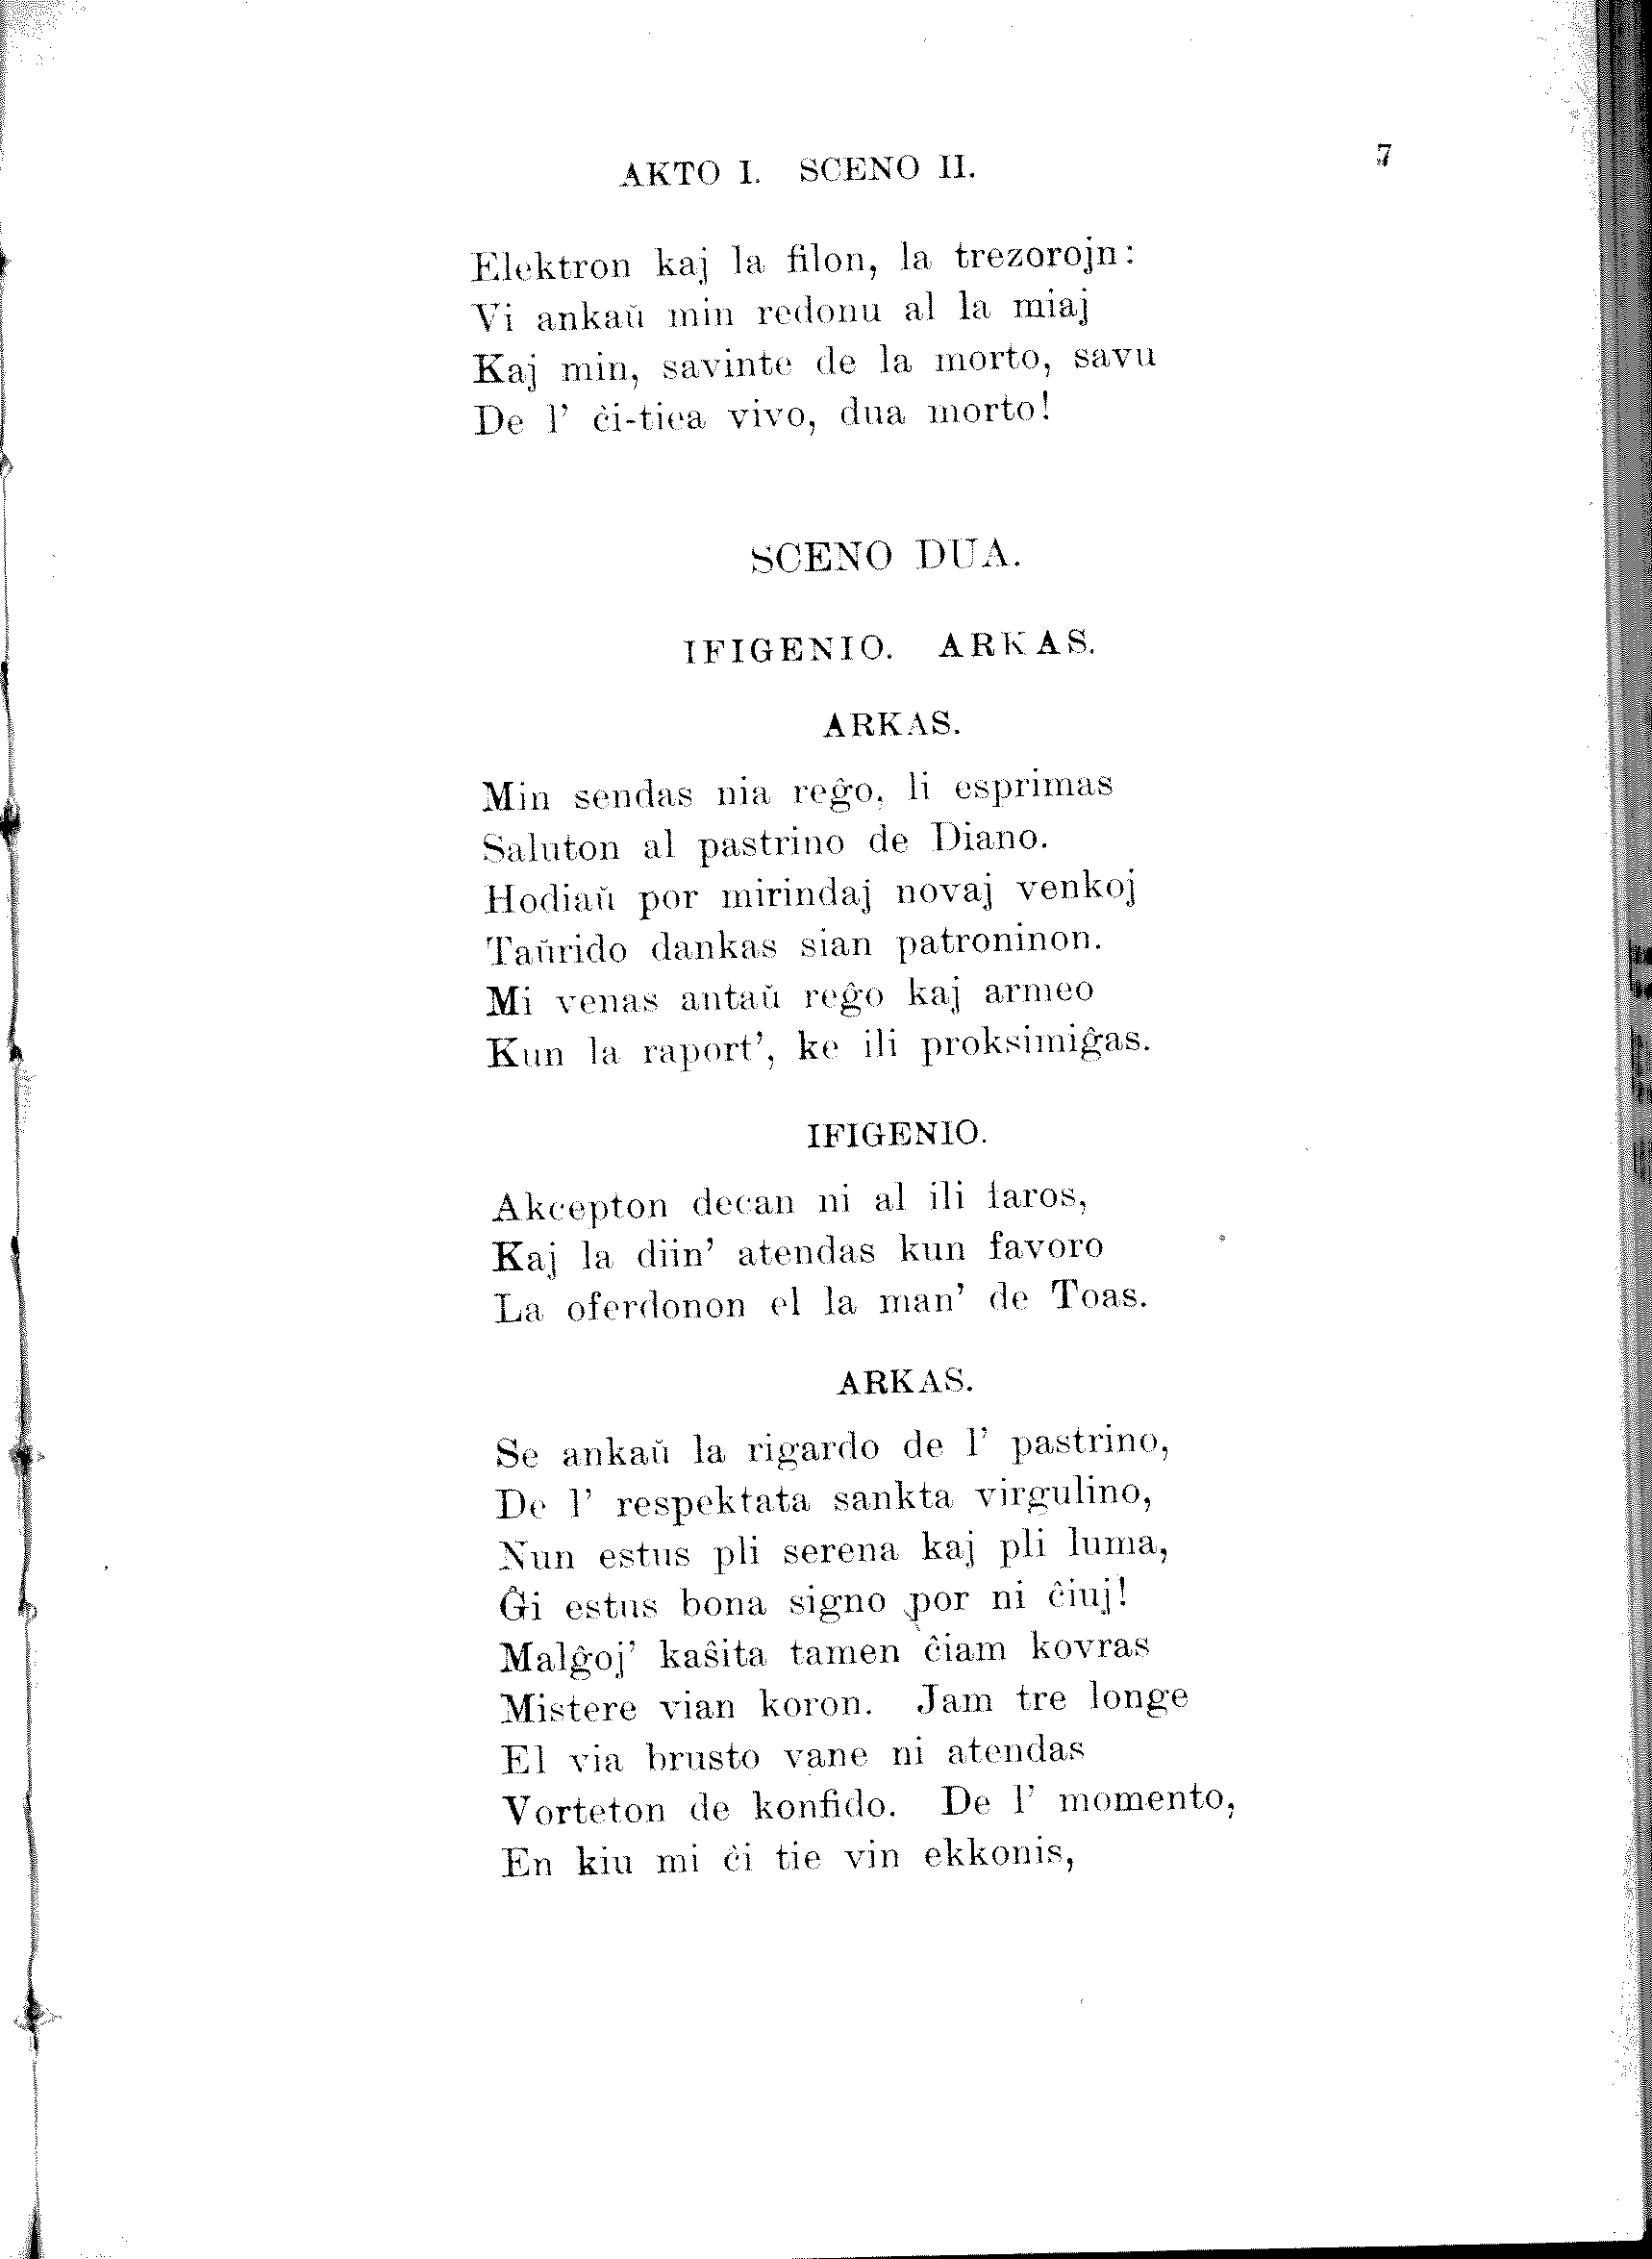 AKTO I. SCENO II. 7
Elektron kaj la filon, la trezorojn:
Vi ankaŭ min redonu al la miaj
Kaj min, savinte de la morto, savu
De l' ĉi-tiea vivo, dua morto!
SCENO DUA.
IFIGENIO. ARKAS.
ARKAS.
Min sendas nia reĝo, li esprimas
Saluton al pastrino de Diano.
Hodiaŭ por mirindaj novaj venkoj
Taŭrido dankas sian patroninon.
Mi venas antaŭ reĝo kaj armeo
Kun la raport', ke ili proksimiĝas.
IFIGENIO.
Akcepton decan ni al ili faros,
Kaj la diin' atendas kun favoro
La oferdonon el la man' de Toas.
ARKAS.
Se ankaŭ la rigardo de l' pastrino,
De l' respektata sankta virgulino,
Nun estus pli serena kaj pli luma,
Ĝi estus bona signo por ni ĉiuj!
Malĝoj' kaŝita tamen ĉiam kovras
Mistere vian koron. Jam tre longe
El via brusto vane ni atendas
Vorteton de konfido. De l' momento,
En kiu mi ĉi tie vin ekkonis,